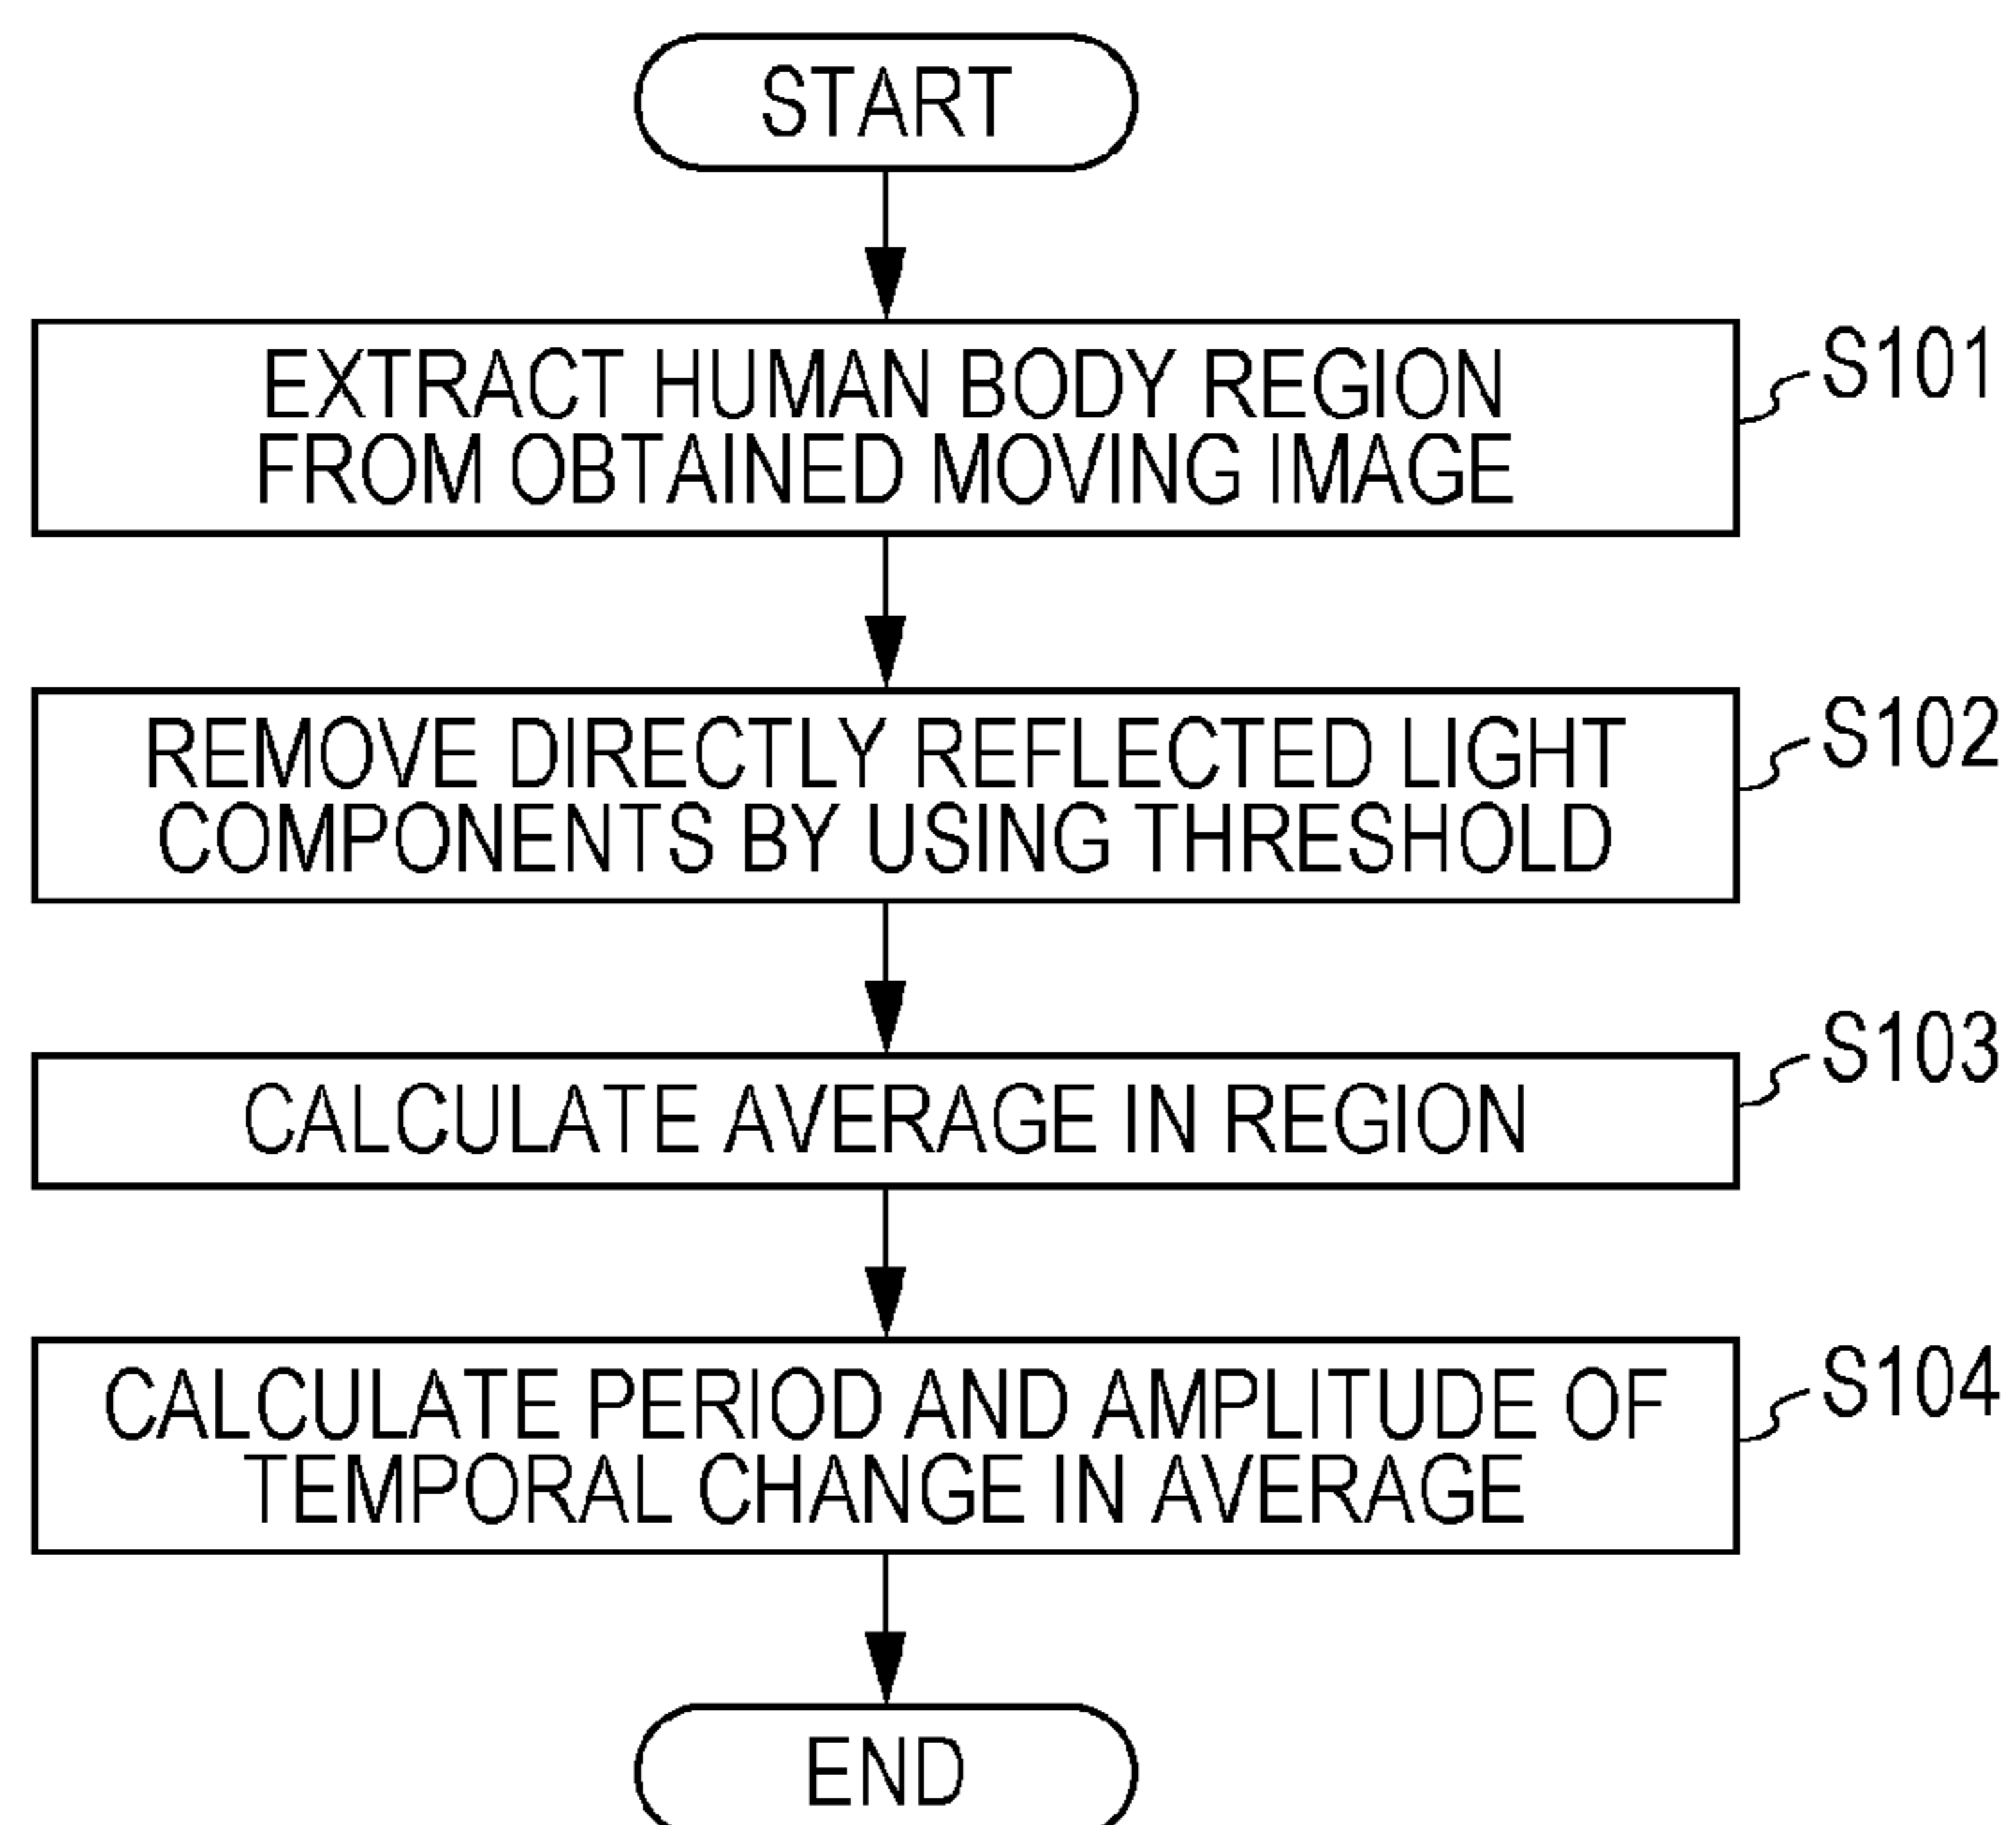 START
EXTRACT HUMAN BODY REGION
FROM OBTAINED MOVING IMAGE
S101
REMOVE DIRECTLY REFLECTED LIGHT
COMPONENTS BY USING THRESHOLD
S102
CALCULATE AVERAGE IN REGION
S103
CALCULATE PERIOD AND AMPLITUDE OF
TEMPORAL CHANGE IN AVERAGE
S104
END